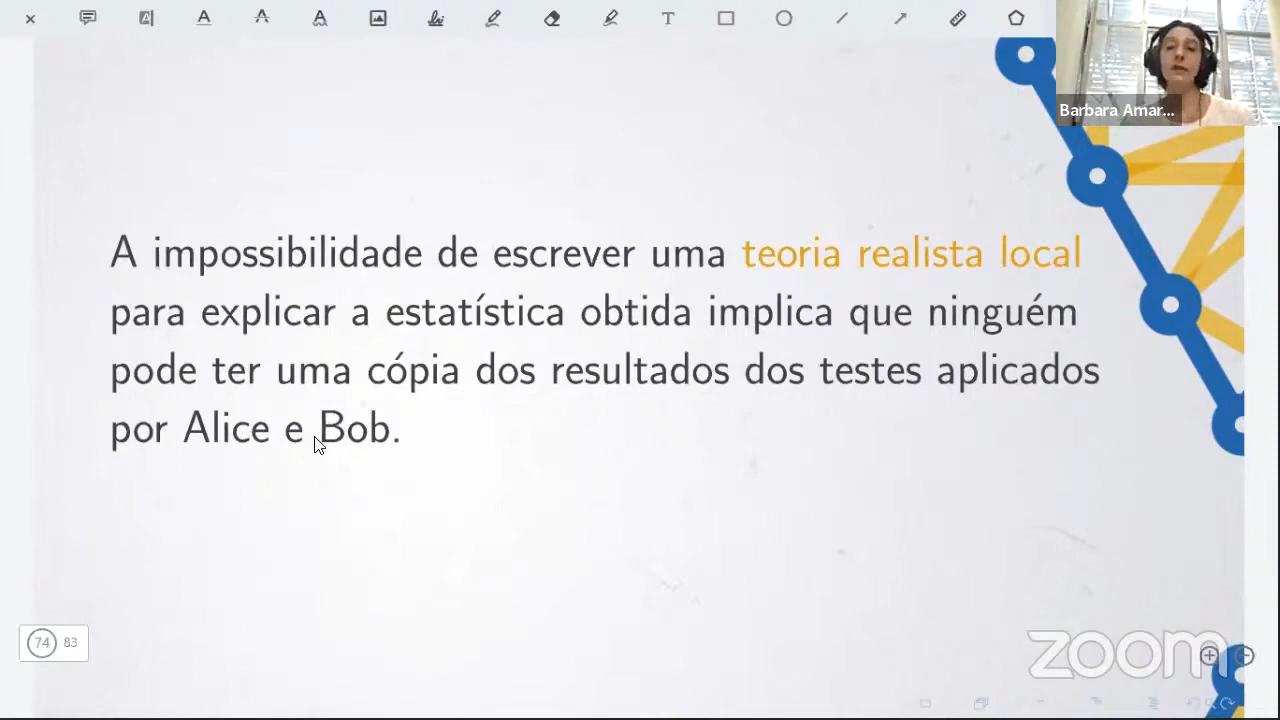 Barbara Amar...
A impossibilidade de escrever uma teoria realista local
para explicar a estatística obtida implica que ninguém
pode ter uma cópia dos resultados dos testes aplicados
por Alice e Bob.
74 83
zoom